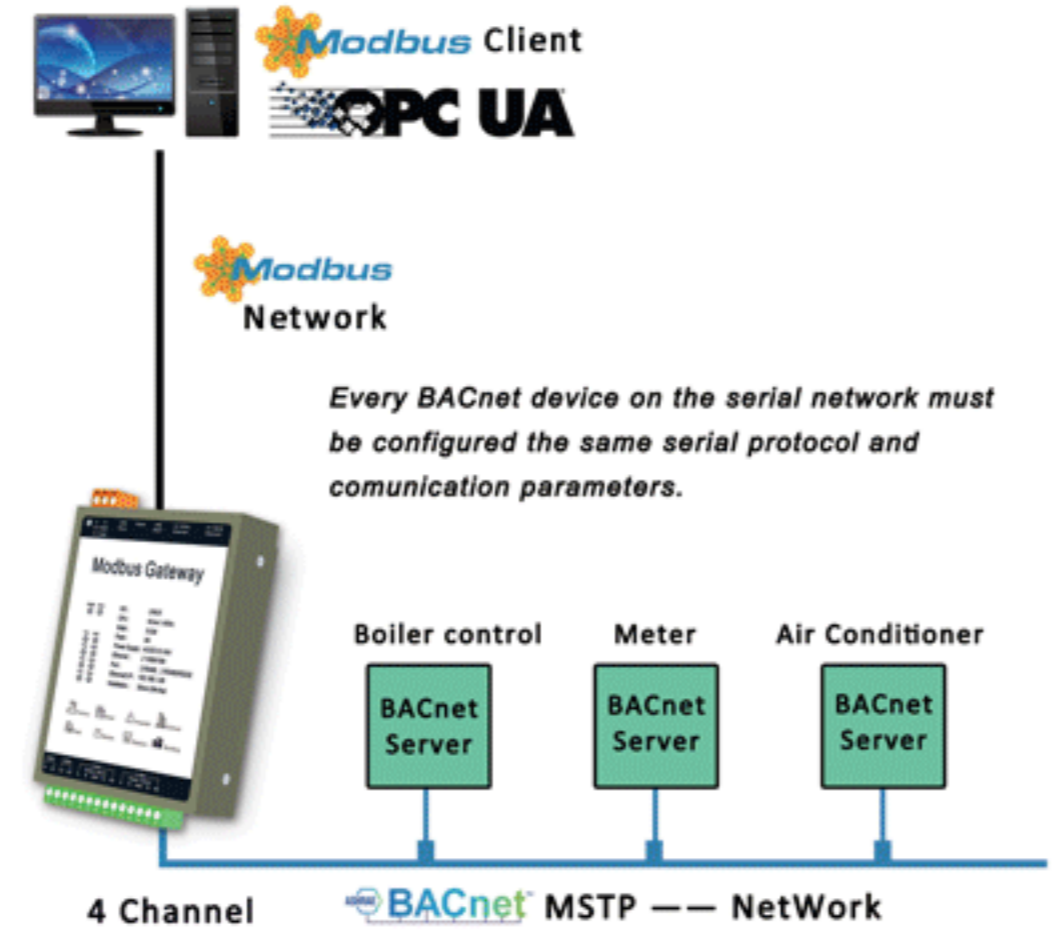 Modbus Client
OPC UA
Modbus
Network
Every BACnet device on the serial network must
be configured the same serial protocol and
comunication parameters.
Modbus Gateway
Boiler control
Meter
Air Conditioner
BACnet
Server
BACnet
Server
BACnet
Server
4 Channel
BACnet™ MSTP —— NetWork